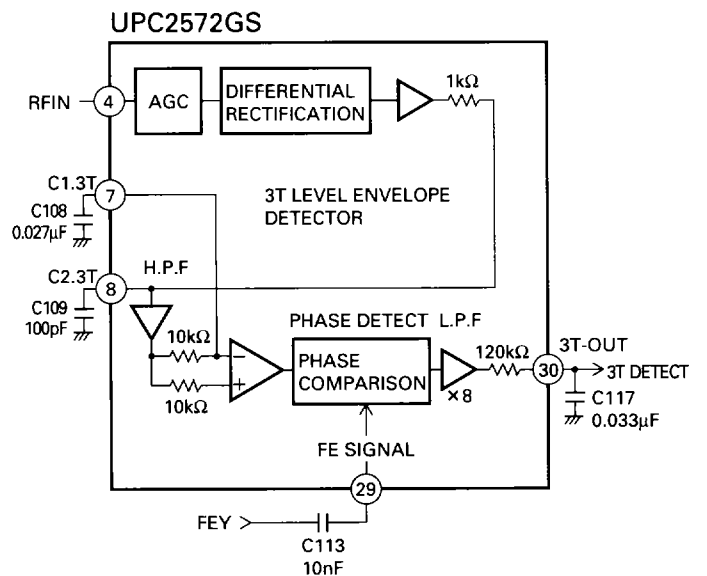 UPC2572GS
RFIN
4
AGC
DIFFERENTIAL
RECTIFICATION
1kΩ
C1.3T
7
C108
0.027μF
3T LEVEL ENVELOPE
DETECTOR
C2.3T
8
H.P.F
C109
100pF
10kΩ
10kΩ
−
+
PHASE DETECT L.P.F
PHASE
COMPARISON
×8
120kΩ
3T-OUT
30
3T DETECT
C117
0.033μF
FE SIGNAL
29
FEY
C113
10nF